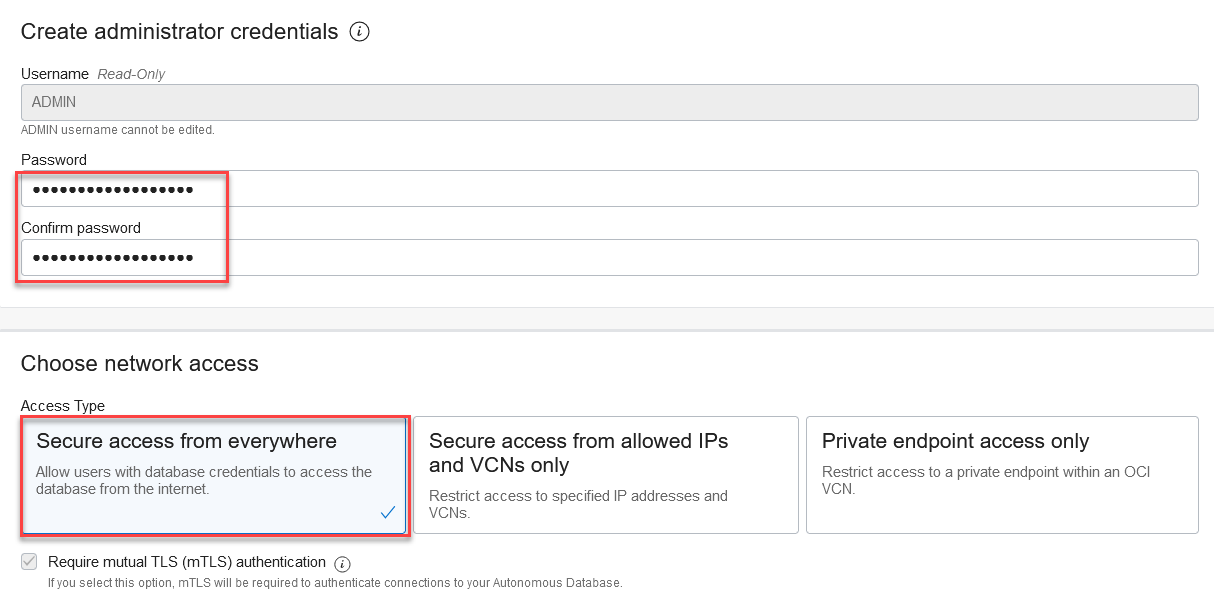 Create administrator credentials
Username Read-Only
ADMIN
ADMIN username cannot be edited.
Password
••••••••••••••••••
Confirm password
••••••••••••••••••
Choose network access
Access Type
Secure access from everywhere
Allow users with database credentials to access the
database from the internet.
Secure access from allowed IPs
and VCNs only
Restrict access to specified IP addresses and
VCNs.
Private endpoint access only
Restrict access to a private endpoint within an OCI
VCN.
Require mutual TLS (mTLS) authentication
If you select this option, mTLS will be required to authenticate connections to your Autonomous Database.